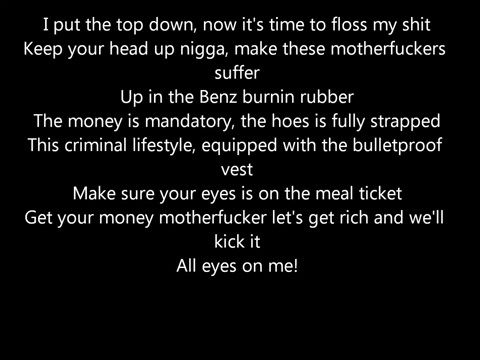 I put the top down, now it's time to floss my shit
Keep your head up nigga, make these motherfuckers
suffer
Up in the Benz burnin rubber
The money is mandatory, the hoes is fully strapped
This criminal lifestyle, equipped with the bulletproof
vest
Make sure your eyes is on the meal ticket
Get your money motherfucker let's get rich and we'll
kick it
All eyes on me!